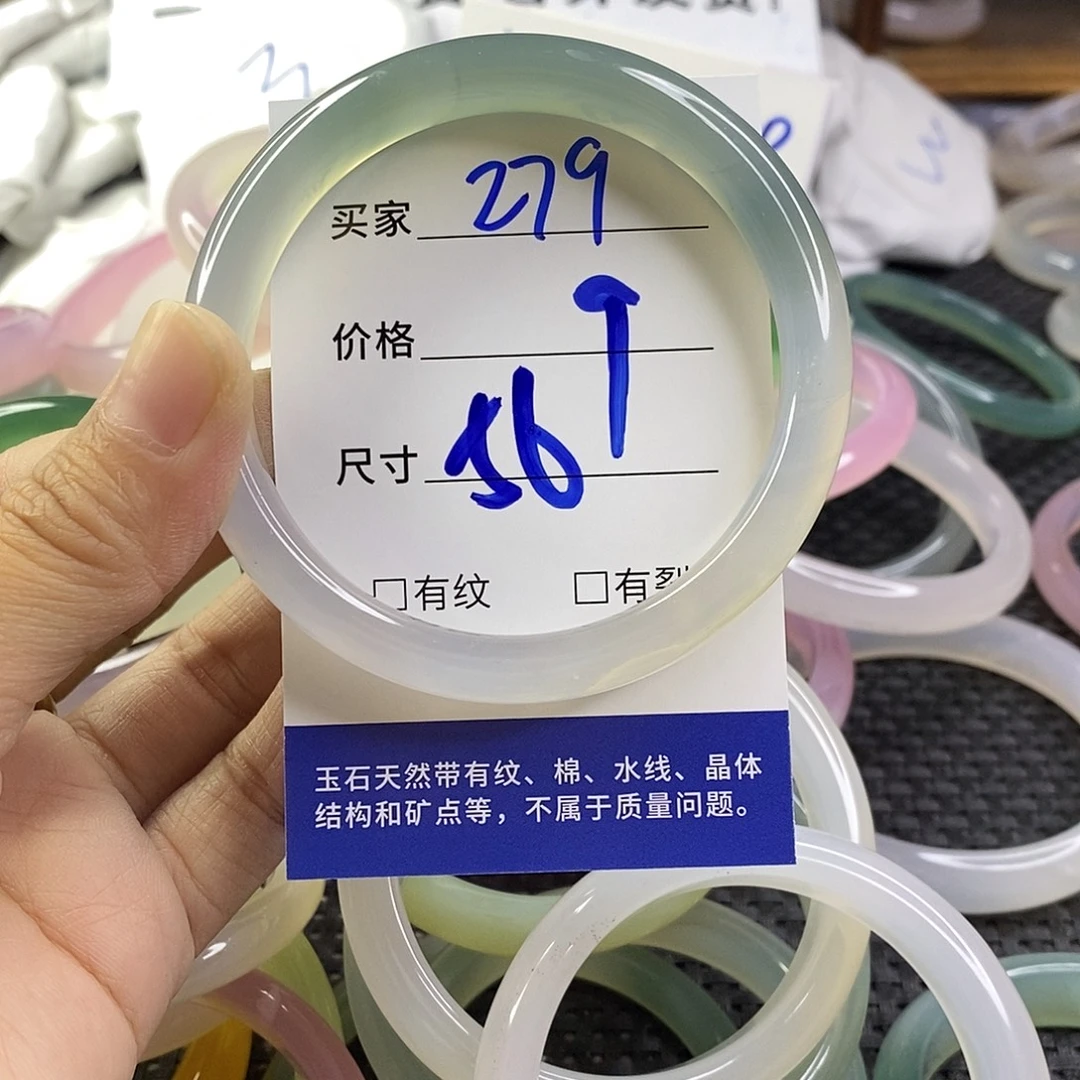 买家 279
价格
尺寸 56
□有纹 □有裂
玉石天然带有纹、棉、水线、晶体
结构和矿点等，不属于质量问题。